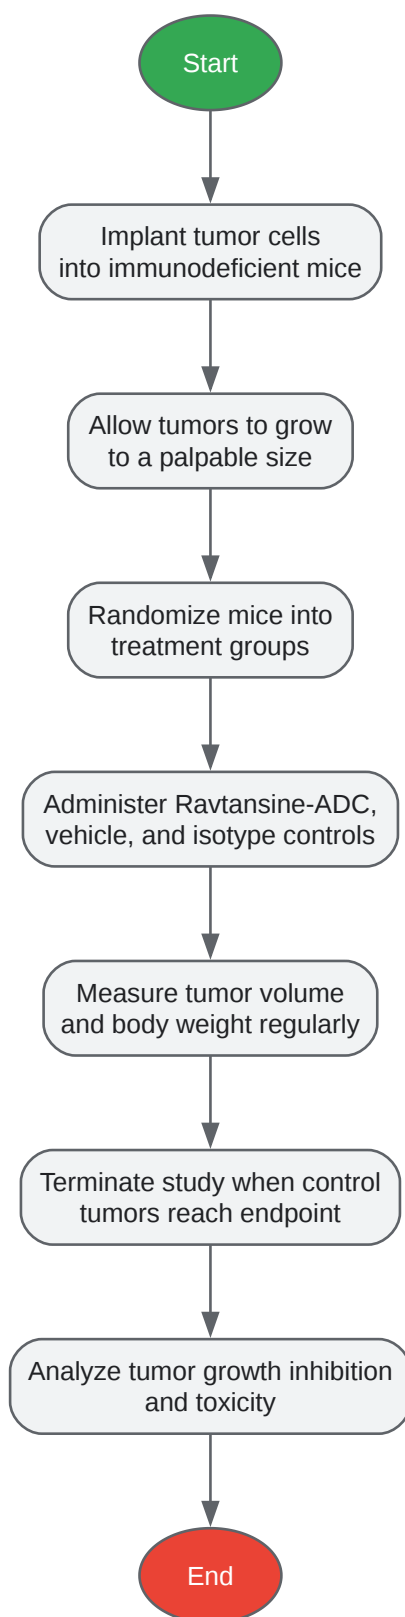 Start
Implant tumor cells
into immunodeficient mice
Allow tumors to grow
to a palpable size
Randomize mice into
treatment groups
Administer Ravtansine-ADC,
vehicle, and isotype controls
Measure tumor volume
and body weight regularly
Terminate study when control
tumors reach endpoint
Analyze tumor growth inhibition
and toxicity
End